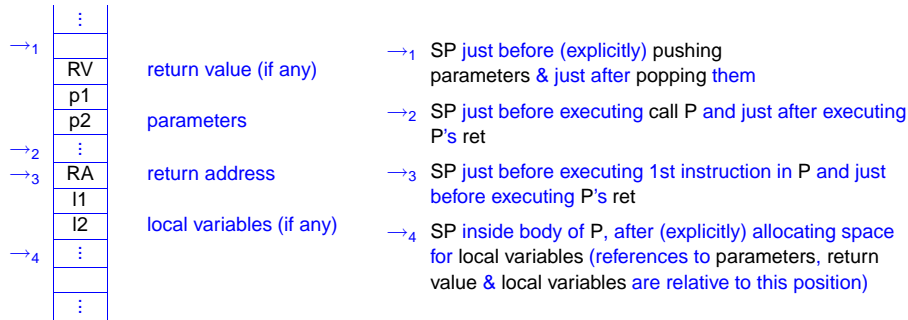 ⋮
→1
RV return value (if any)
p1
p2 parameters
→2 ⋮
→3 RA return address
l1
l2 local variables (if any)
→4 ⋮
⋮
→1 SP just before (explicitly) pushing
parameters & just after popping them
→2 SP just before executing call P and just after executing
P's ret
→3 SP just before executing 1st instruction in P and just
before executing P's ret
→4 SP inside body of P, after (explicitly) allocating space
for local variables (references to parameters, return
value & local variables are relative to this position)